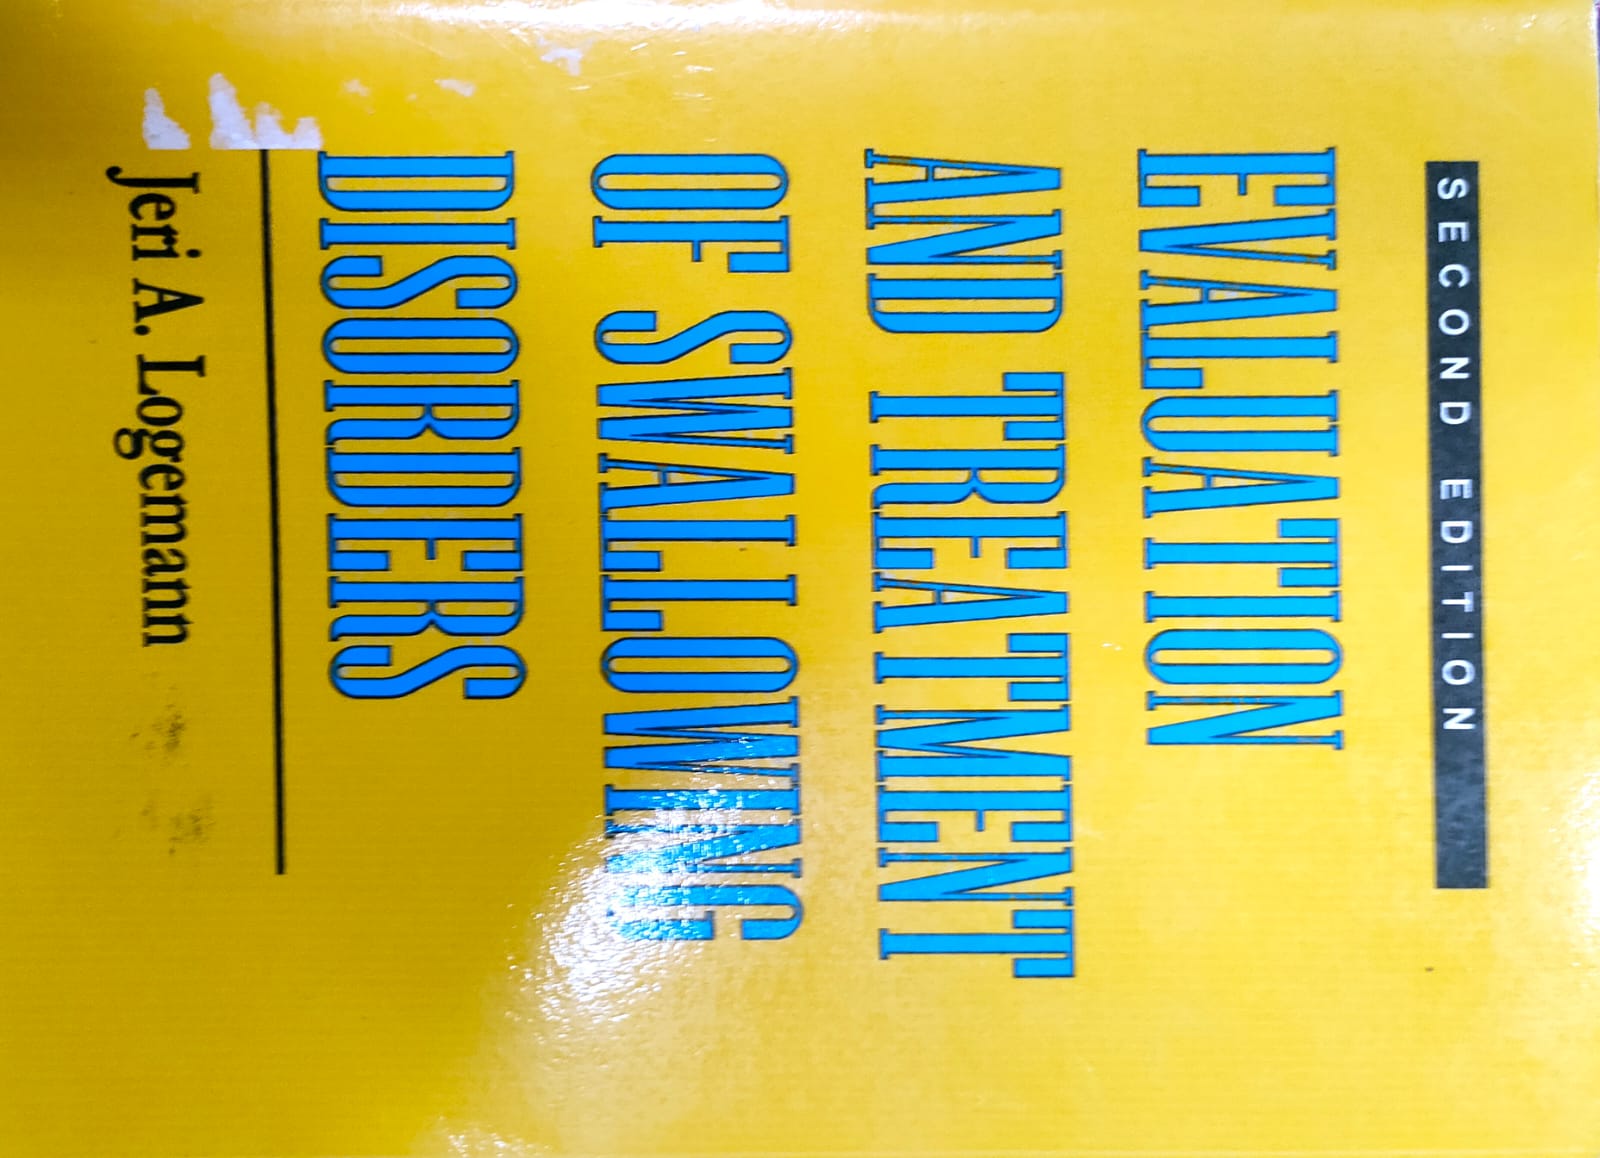 SECOND EDITION
EVALUATION
AND TREATMENT
OF SWALLOWING
DISORDERS
Jeri A. Logemann